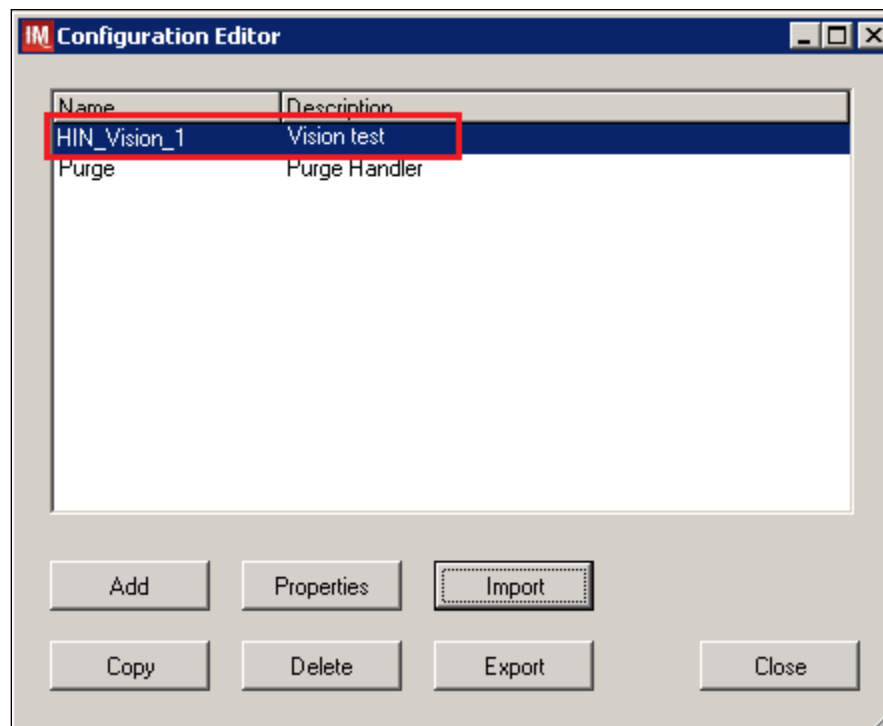 IM Configuration Editor
Name Description
HIN_Vision_1 Vision test
Purge Purge Handler
Add Properties Import
Copy Delete Export Close